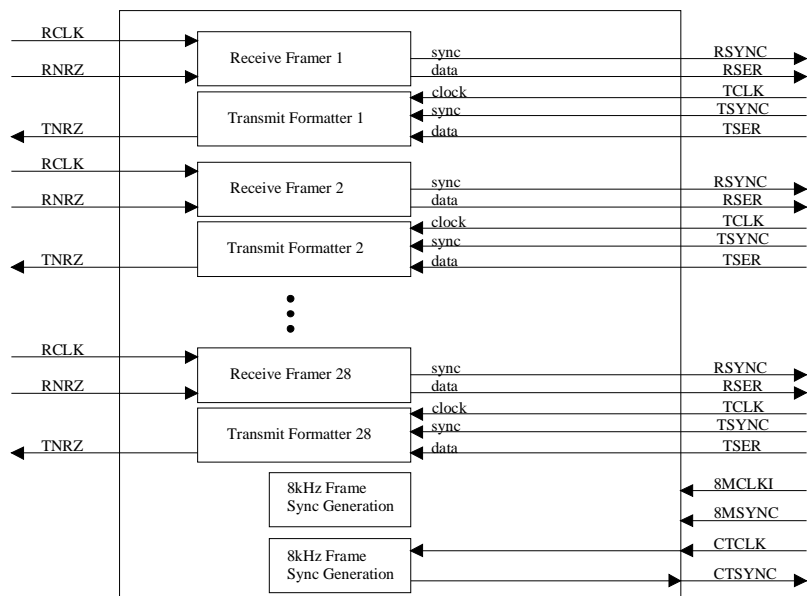 RCLK
Receive Framer 1
sync RSYNC
RNRZ data RSER
clock TCLK
Transmit Formatter 1
sync TSYNC
TNRZ data TSER
RCLK
Receive Framer 2
sync RSYNC
RNRZ data RSER
clock TCLK
Transmit Formatter 2
sync TSYNC
TNRZ data TSER
RCLK
Receive Framer 28
sync RSYNC
RNRZ data RSER
clock TCLK
Transmit Formatter 28
sync TSYNC
TNRZ data TSER
8kHz Frame
Sync Generation
8MCLKI
8MSYNC
8kHz Frame
Sync Generation
CTCLK
CTSYNC